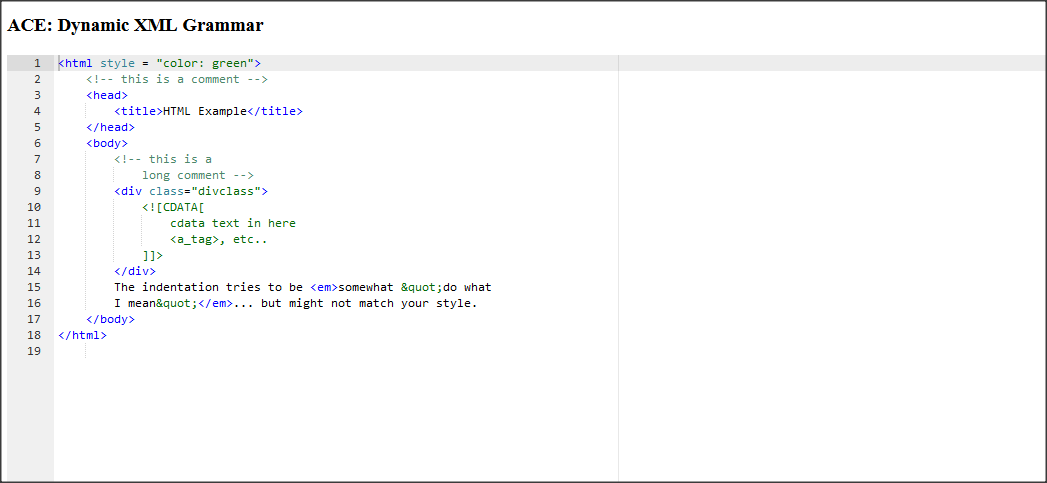 ACE: Dynamic XML Grammar
1 <html style = "color: green">
2 <!-- this is a comment -->
3 <head>
4 <title>HTML Example</title>
5 </head>
6 <body>
7 <!-- this is a
8 long comment -->
9 <div class="divclass">
10 <![CDATA[
11 cdata text in here
12 <a_tag>, etc..
13 ]]>
14 </div>
15 The indentation tries to be <em>somewhat &quot;do what
16 I mean&quot;</em>... but might not match your style.
17 </body>
18 </html>
19